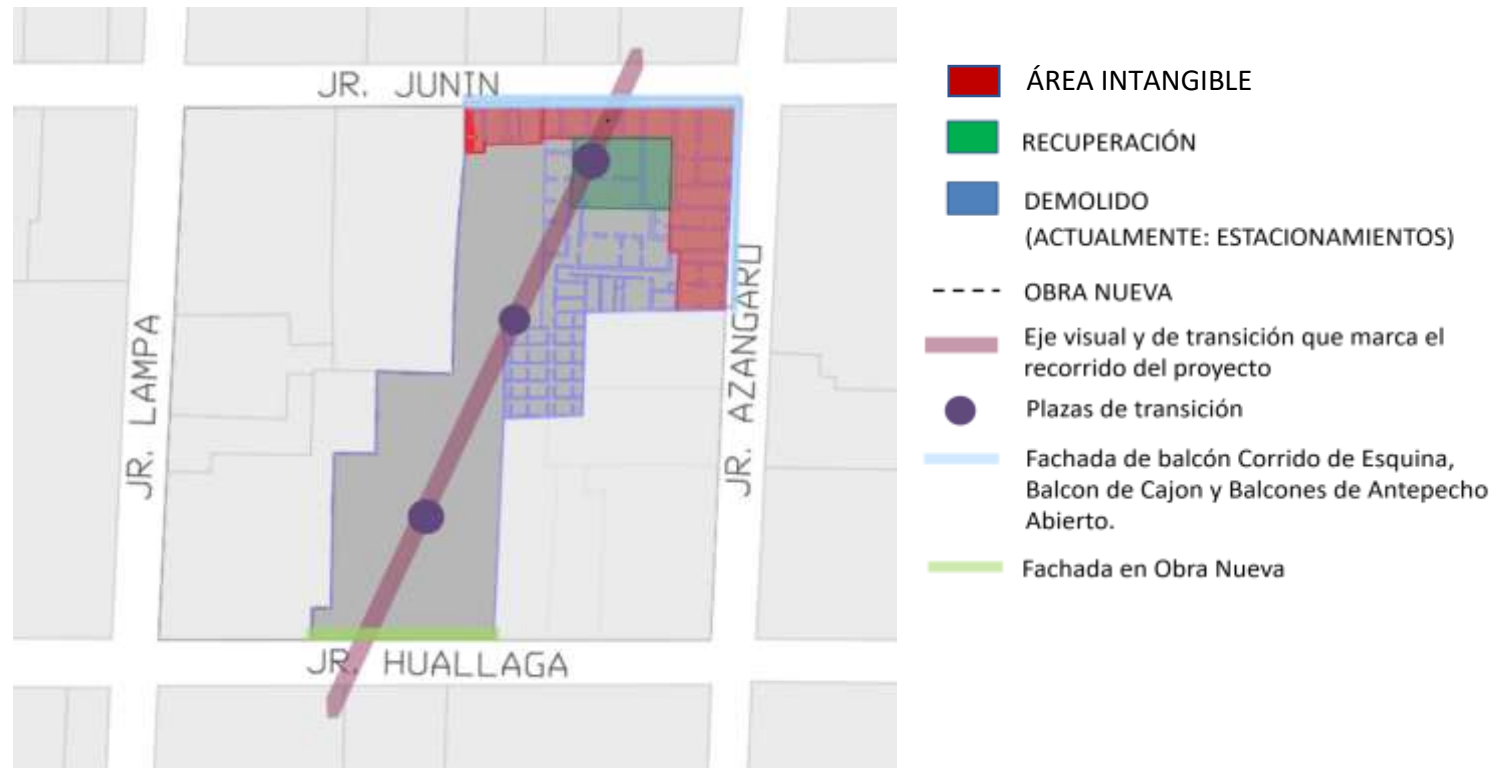 JR. JUNIN
JR. LAMPA
JR. AZANGARO
JR. HUALLAGA
ÁREA INTANGIBLE
RECUPERACIÓN
DEMOLIDO
(ACTUALMENTE: ESTACIONAMIENTOS)
OBRA NUEVA
Eje visual y de transición que marca el
recorrido del proyecto
Plazas de transición
Fachada de balcón Corrido de Esquina,
Balcon de Cajon y Balcones de Antepecho
Abierto.
Fachada en Obra Nueva